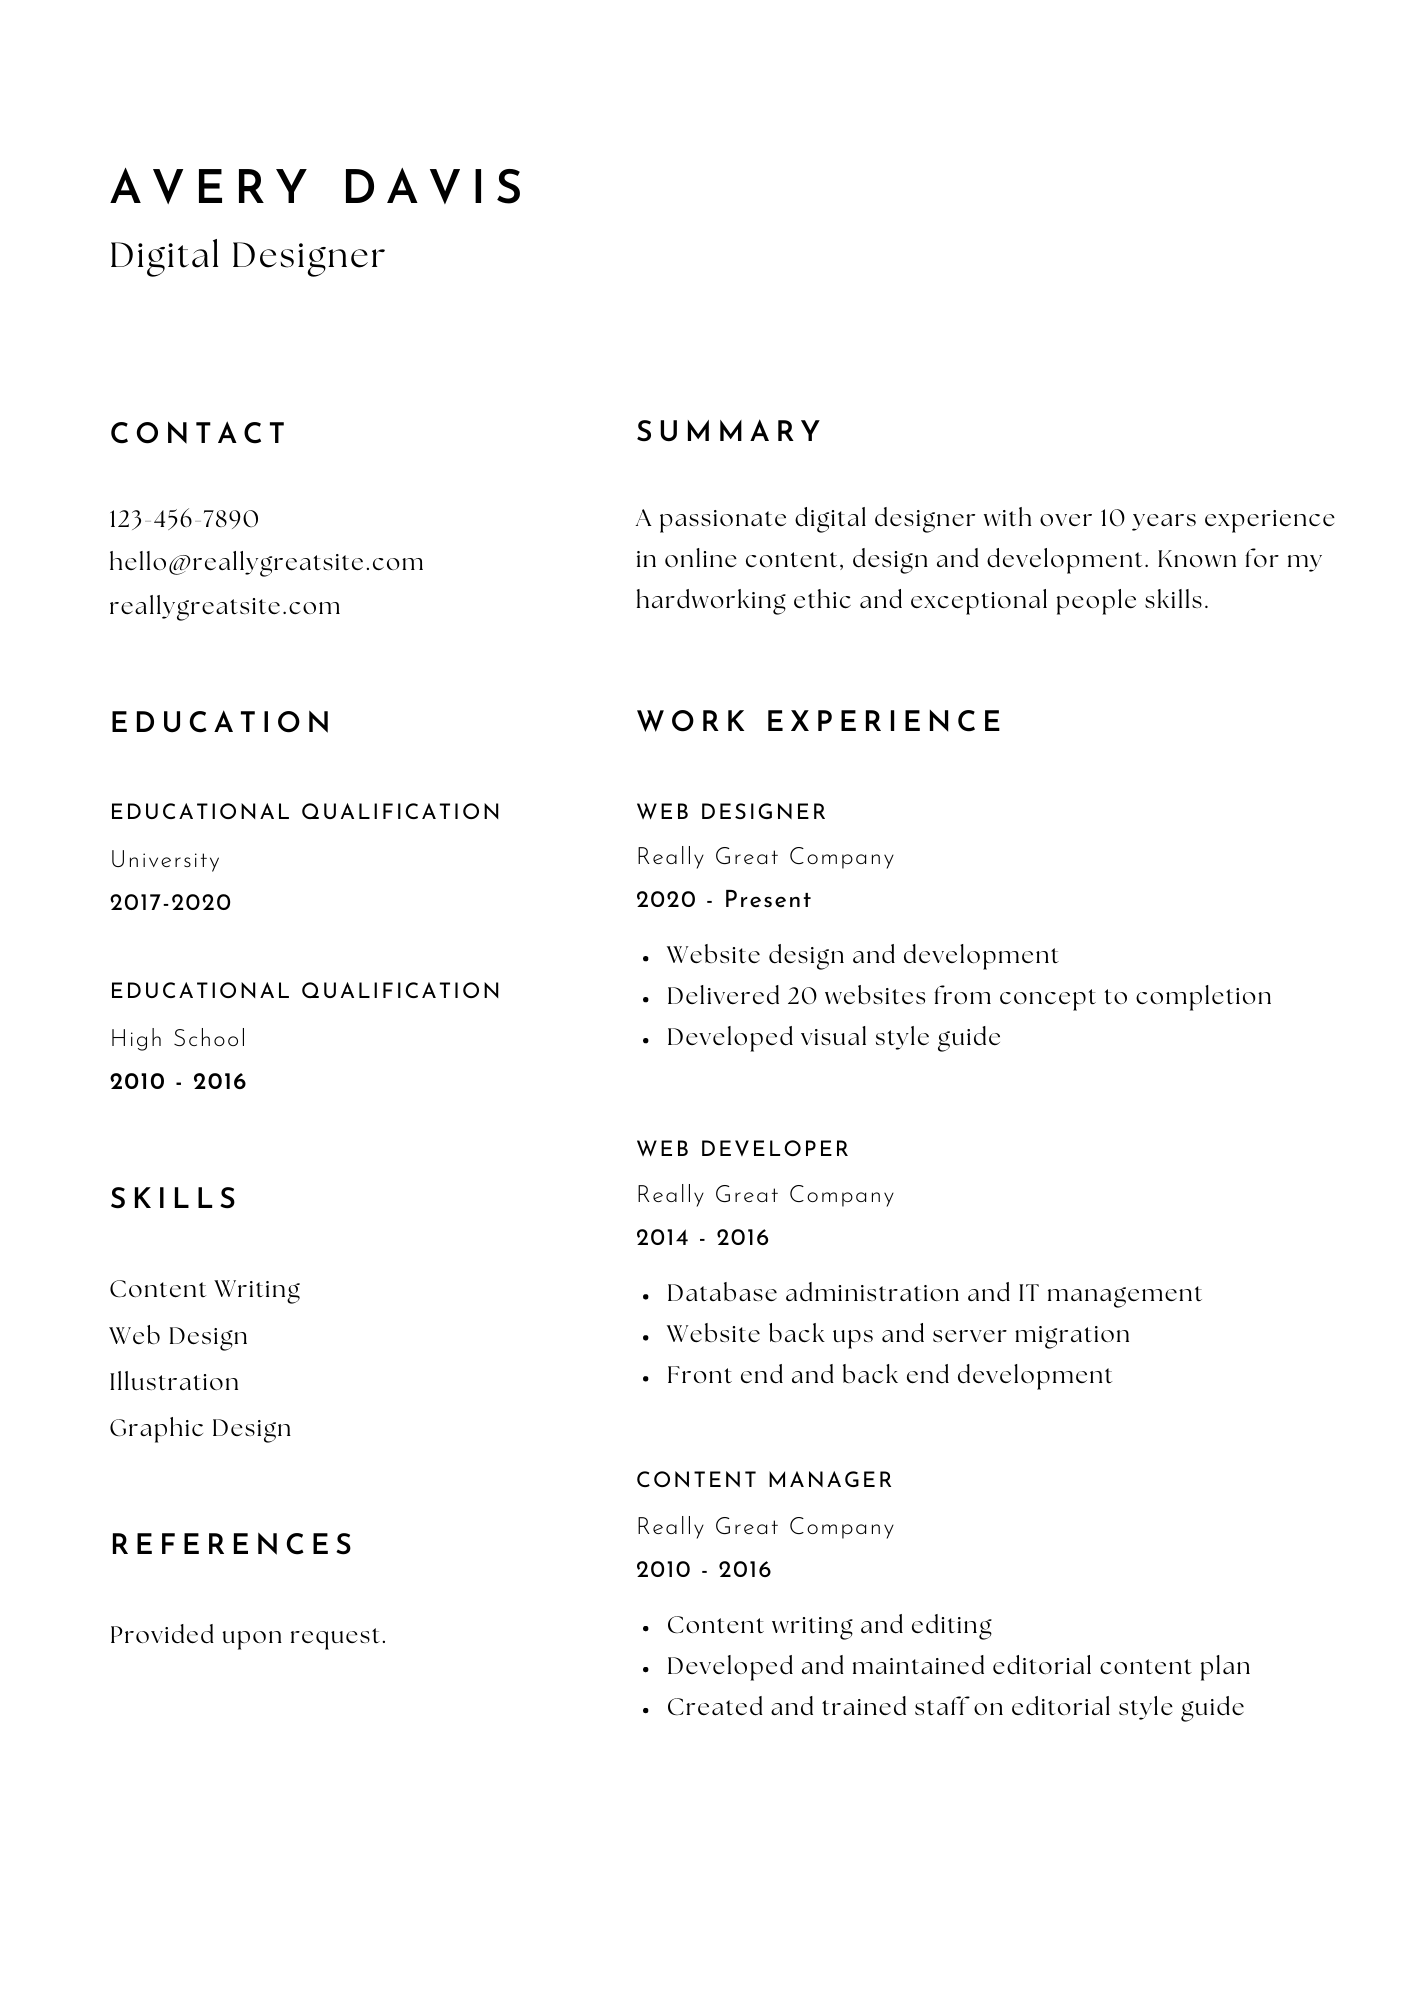 AVERY DAVIS
Digital Designer
CONTACT
123-456-7890
hello@reallygreatsite.com
reallygreatsite.com
EDUCATION
EDUCATIONAL QUALIFICATION
University
2017-2020
EDUCATIONAL QUALIFICATION
High School
2010 - 2016
SKILLS
Content Writing
Web Design
Illustration
Graphic Design
REFERENCES
Provided upon request.
SUMMARY
A passionate digital designer with over 10 years experience
in online content, design and development. Known for my
hardworking ethic and exceptional people skills.
WORK EXPERIENCE
WEB DESIGNER
Really Great Company
2020 - Present
• Website design and development
• Delivered 20 websites from concept to completion
• Developed visual style guide
WEB DEVELOPER
Really Great Company
2014 - 2016
• Database administration and IT management
• Website back ups and server migration
• Front end and back end development
CONTENT MANAGER
Really Great Company
2010 - 2016
• Content writing and editing
• Developed and maintained editorial content plan
• Created and trained staff on editorial style guide